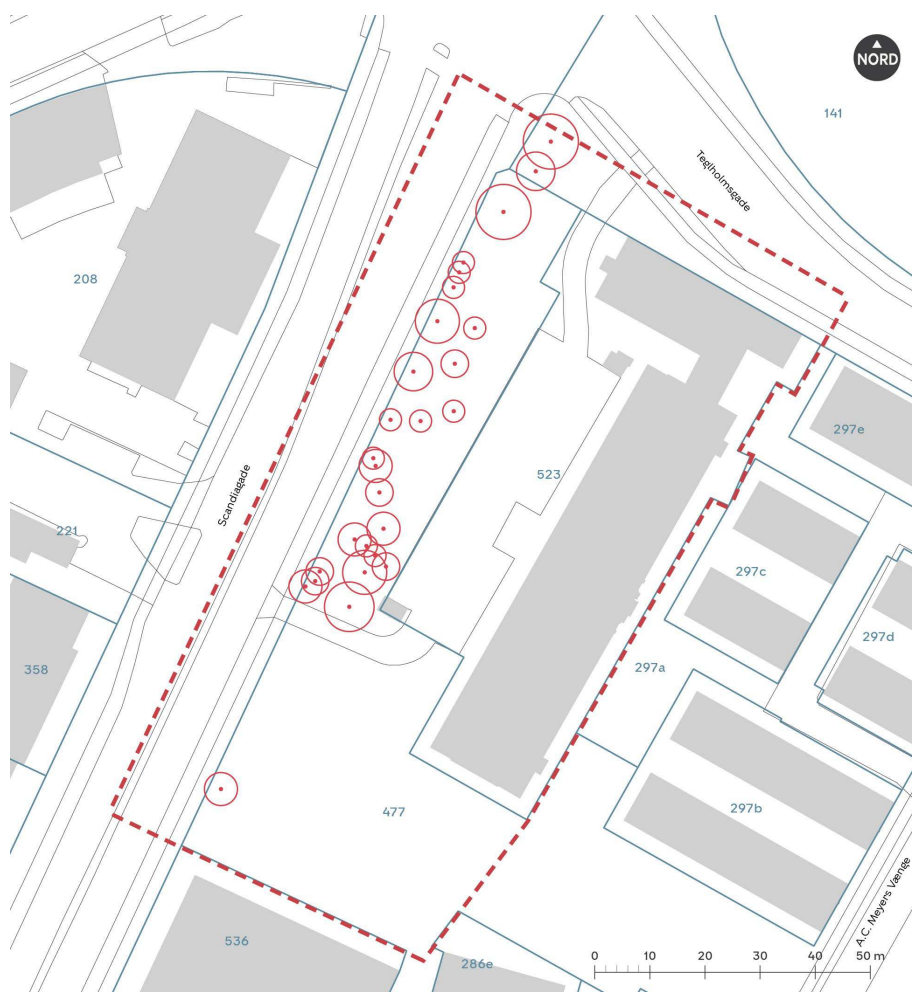 NORD
141
Teglholmsgade
208
297e
523
Scandiagade
221
297c
297d
358
297a
297b
477
A.C. Meyers Vænge
536
286e
0 10 20 30 40 50 m